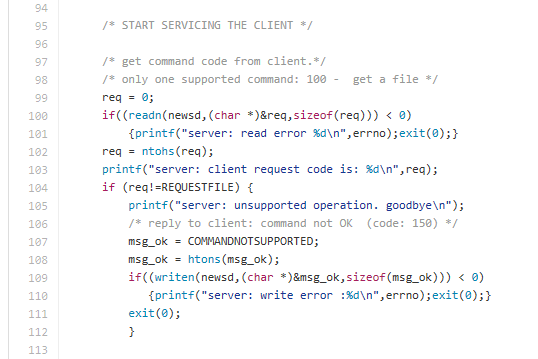 94
95 /* START SERVICING THE CLIENT */
96
97 /* get command code from client.*/
98 /* only one supported command: 100 -  get a file */
99 req = 0;
100 if((readn(newsd,(char *)&req,sizeof(req))) < 0)
101 {printf("server: read error %d\n",errno);exit(0);}
102 req = ntohs(req);
103 printf("server: client request code is: %d\n",req);
104 if (req!=REQUESTFILE) {
105 printf("server: unsupported operation. goodbye\n");
106 /* reply to client: command not OK  (code: 150) */
107 msg_ok = COMMANDNOTSUPPORTED;
108 msg_ok = htons(msg_ok);
109 if((writen(newsd,(char *)&msg_ok,sizeof(msg_ok))) < 0)
110 {printf("server: write error :%d\n",errno);exit(0);}
111 exit(0);
112 }
113